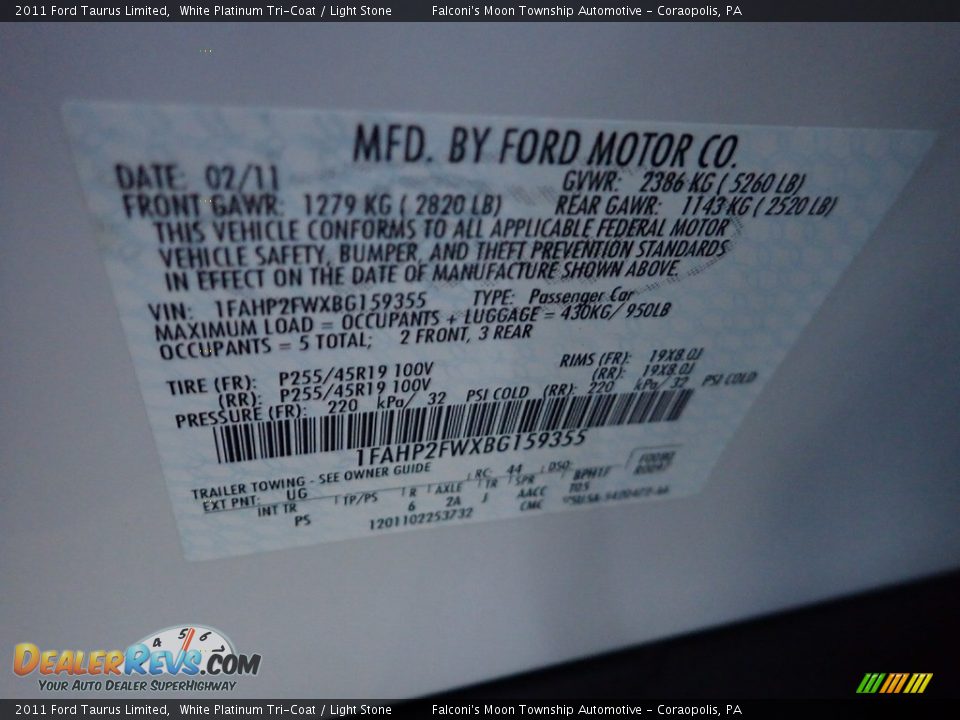 2011 Ford Taurus Limited, White Platinum Tri-Coat / Light Stone Falconi's Moon Township Automotive - Coraopolis, PA
MFD. BY FORD MOTOR CO.
DATE: 02/11 GVWR: 2386 KG ( 5260 LB)
FRONT GAWR: 1279 KG ( 2820 LB) REAR GAWR: 1143 KG ( 2520 LB)
THIS VEHICLE CONFORMS TO ALL APPLICABLE FEDERAL MOTOR
VEHICLE SAFETY, BUMPER, AND THEFT PREVENTION STANDARDS
IN EFFECT ON THE DATE OF MANUFACTURE SHOWN ABOVE.
VIN: 1FAHP2FWXBG159355 TYPE: Passenger Car
MAXIMUM LOAD = OCCUPANTS + LUGGAGE = 430KG/ 950LB
OCCUPANTS = 5 TOTAL; 2 FRONT, 3 REAR
TIRE (FR): P255/45R19 100V RIMS (FR): 19X8.0J
(RR): P255/45R19 100V (RR): 19X8.0J
PRESSURE (FR): 220 kPa/ 32 PSI COLD (RR): 220 kPa/ 32 PSI COLD
1FAHP2FWXBG159355
TRAILER TOWING - SEE OWNER GUIDE RC: 44 DSO:
EXT PNT: UG INT TR TP/PS R AXLE TR SPR
PS 6 2A J AACC
1201102253732 CMC
4 5 6 7
DEALERREVS.COM
YOUR AUTO DEALER SUPERHIGHWAY
2011 Ford Taurus Limited, White Platinum Tri-Coat / Light Stone Falconi's Moon Township Automotive - Coraopolis, PA